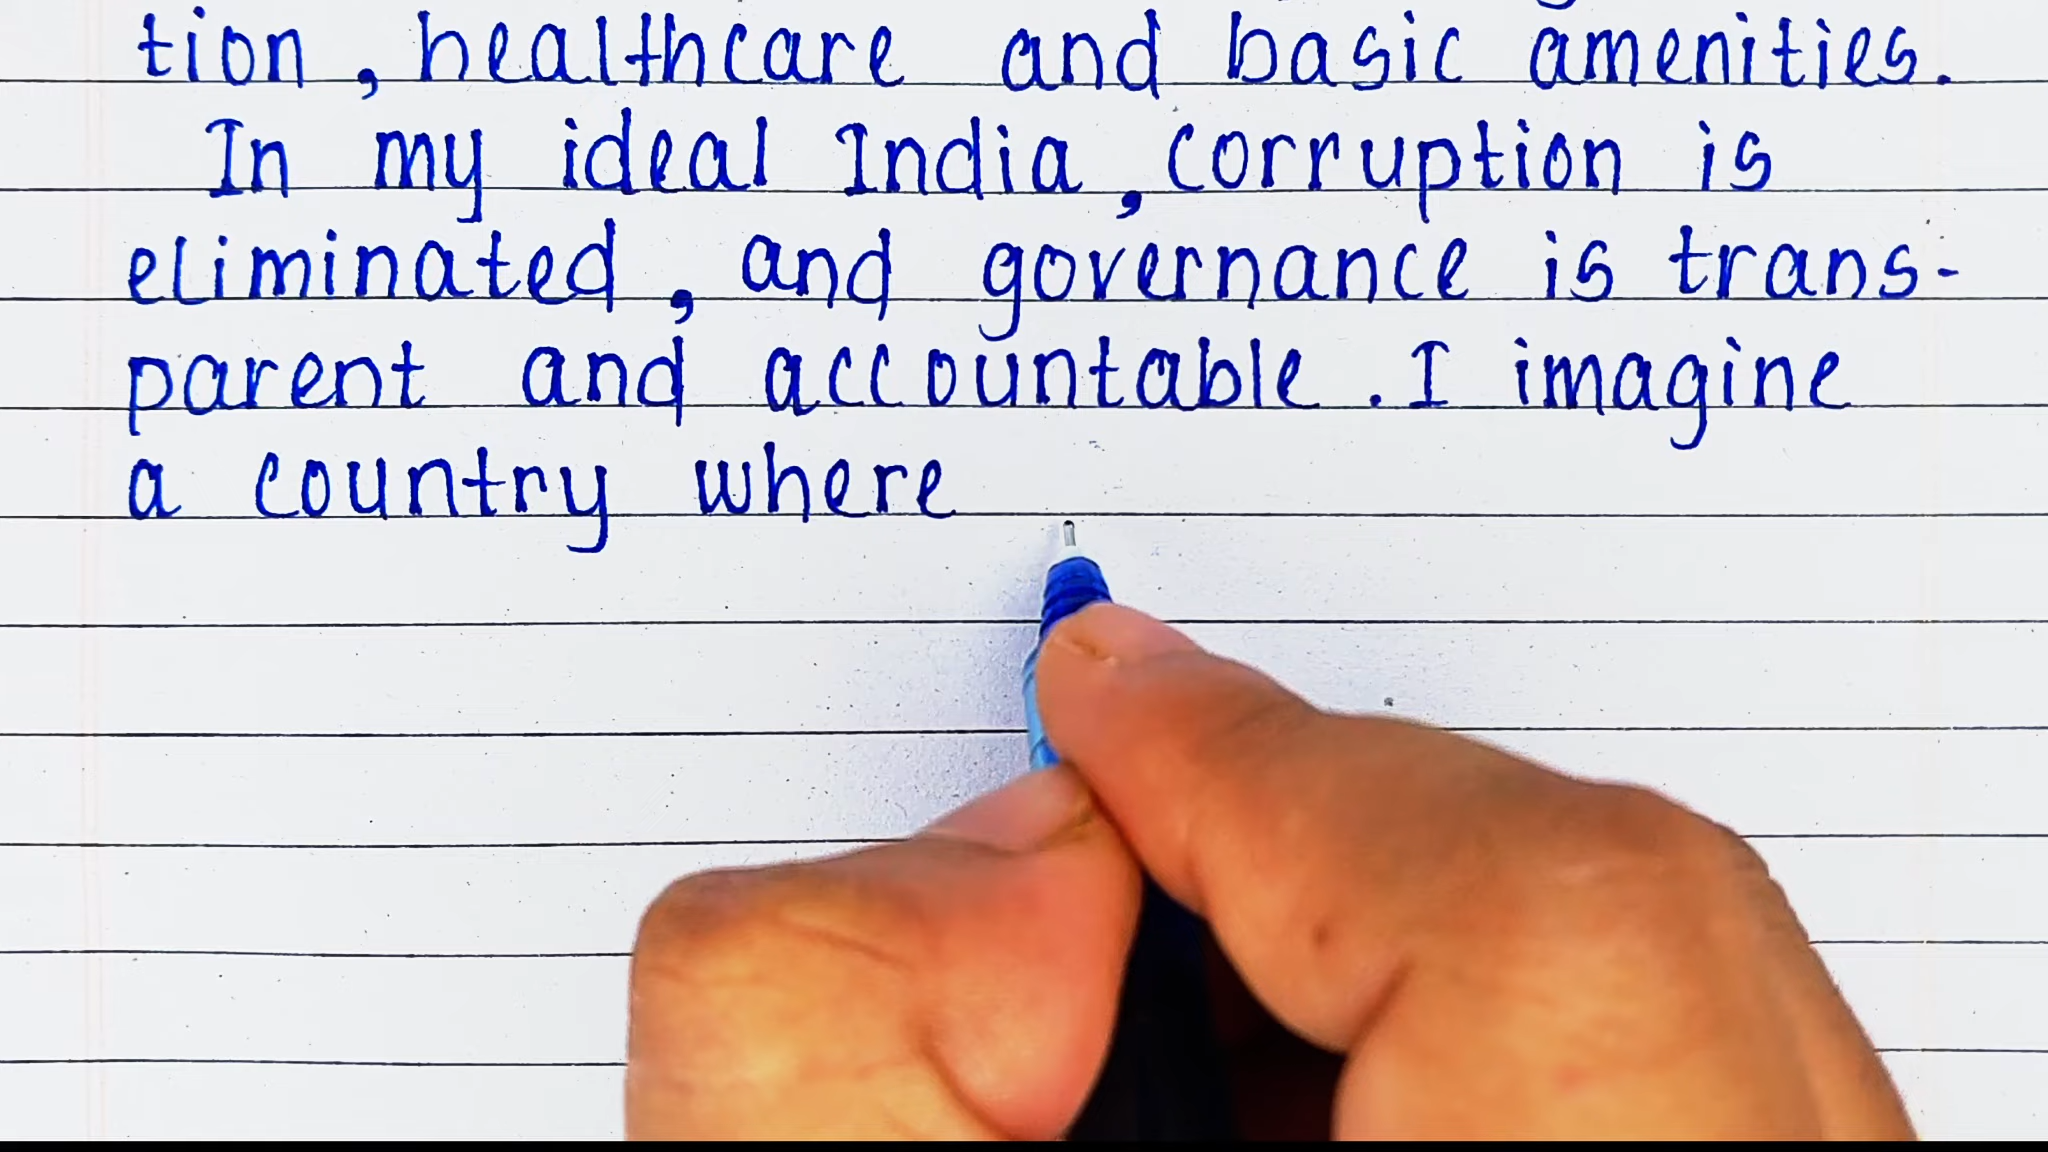 tion, healthcare and basic amenities.
In my ideal India, corruption is
eliminated, and governance is trans-
parent and accountable. I imagine
a country where